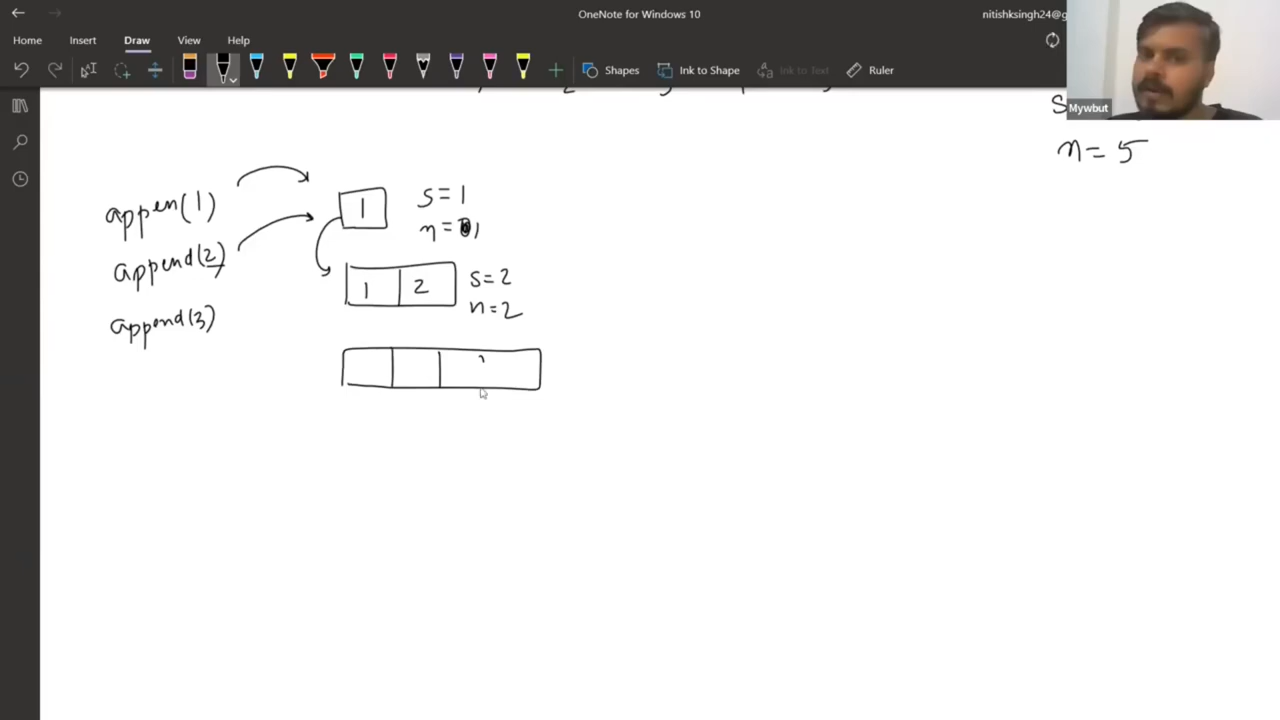 OneNote for Windows 10
nitishksingh24@g
Home Insert Draw View Help
Shapes Ink to Shape Ink to Text Ruler
Mywbut
n = 5
appen(1)
1
s = 1
n = 1
append(2)
1 2
s = 2
n = 2
append(3)